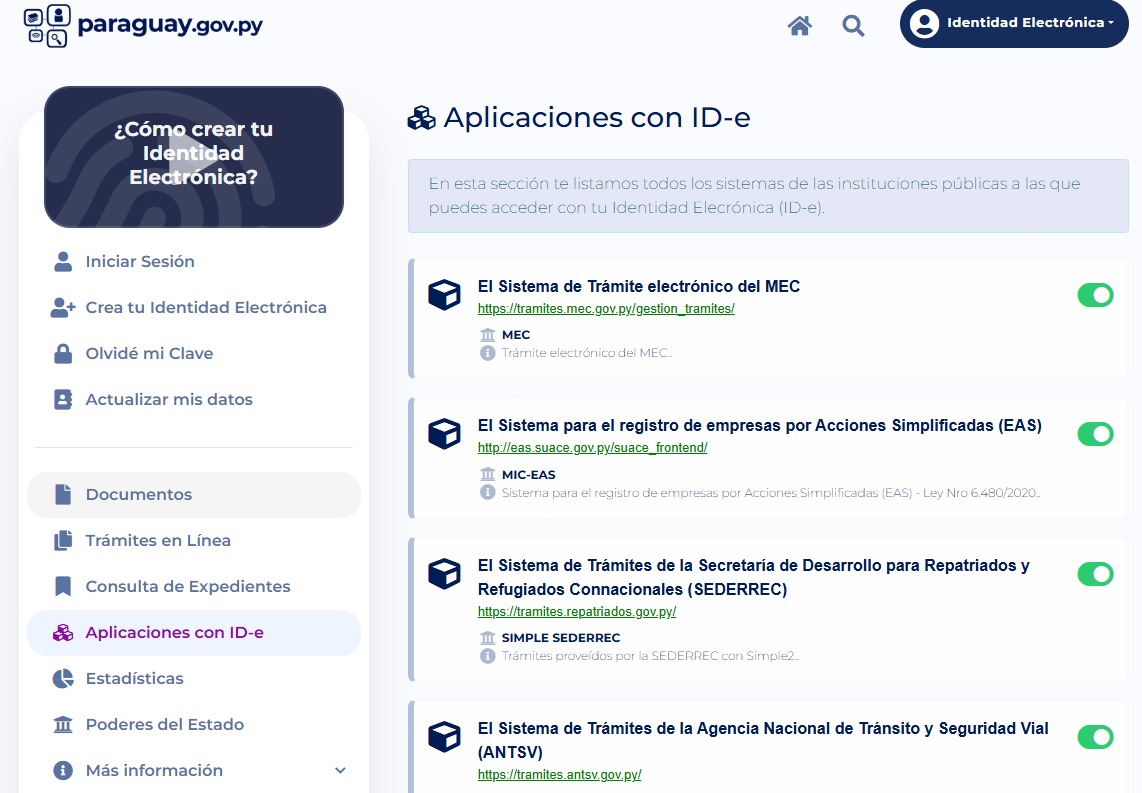 paraguay.gov.py
Identidad Electrónica
¿Cómo crear tu
Identidad
Electrónica?
Iniciar Sesión
Crea tu Identidad Electrónica
Olvidé mi Clave
Actualizar mis datos
Documentos
Trámites en Línea
Consulta de Expedientes
Aplicaciones con ID-e
Estadísticas
Poderes del Estado
Más información
Aplicaciones con ID-e
En esta sección te listamos todos los sistemas de las instituciones públicas a las que
puedes acceder con tu Identidad Elecrónica (ID-e).
El Sistema de Trámite electrónico del MEC
https://tramites.mec.gov.py/gestion_tramites/
MEC
Trámite electrónico del MEC..
El Sistema para el registro de empresas por Acciones Simplificadas (EAS)
http://eas.suace.gov.py/suace_frontend/
MIC-EAS
Sistema para el registro de empresas por Acciones Simplificadas (EAS) - Ley Nro 6.480/2020..
El Sistema de Trámites de la Secretaría de Desarrollo para Repatriados y
Refugiados Connacionales (SEDERREC)
https://tramites.repatriados.gov.py/
SIMPLE SEDERREC
Trámites proveídos por la SEDERREC con Simple2..
El Sistema de Trámites de la Agencia Nacional de Tránsito y Seguridad Vial
(ANTSV)
https://tramites.antsv.gov.py/